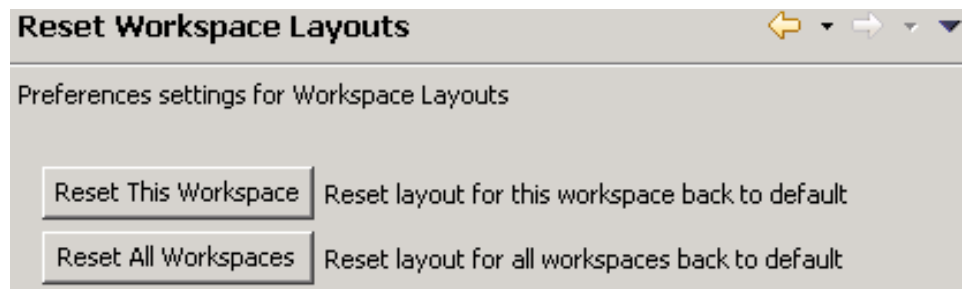 Reset Workspace Layouts
Preferences settings for Workspace Layouts
Reset This Workspace Reset layout for this workspace back to default
Reset All Workspaces Reset layout for all workspaces back to default